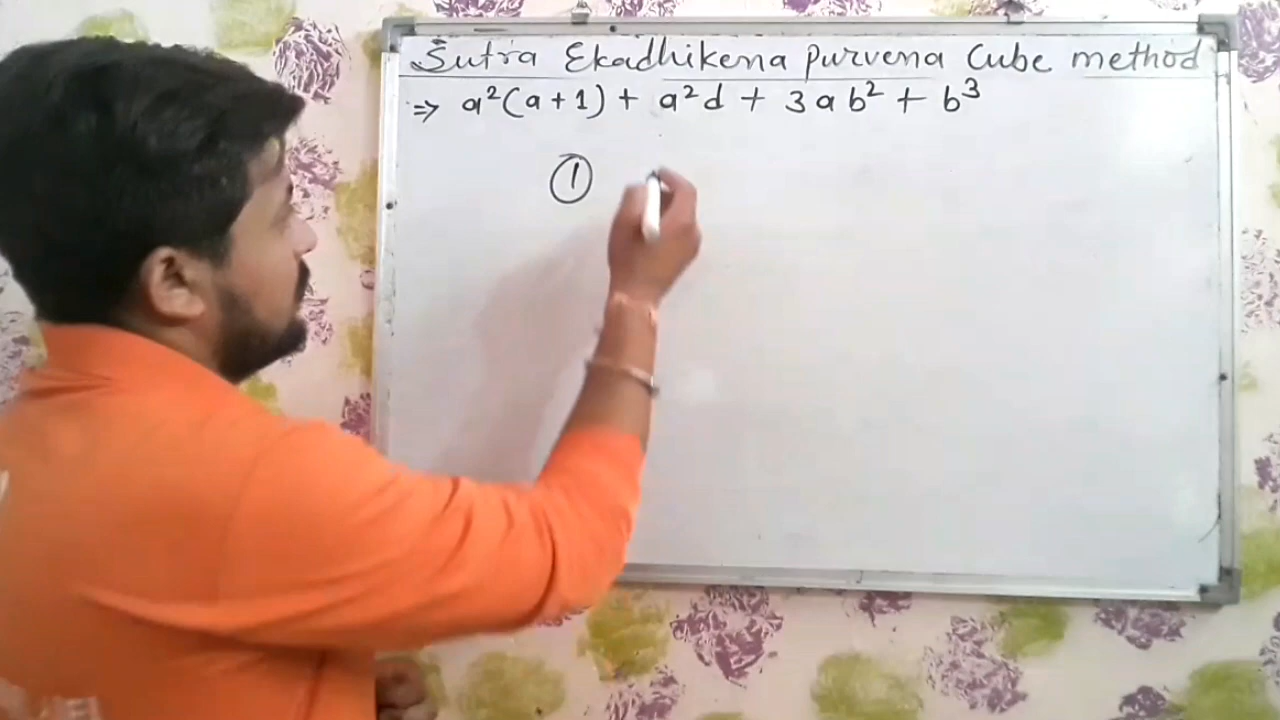 Sutra Ekadhikena Purvena Cube method
⇒ a²(a+1) + a²d + 3ab² + b³
①